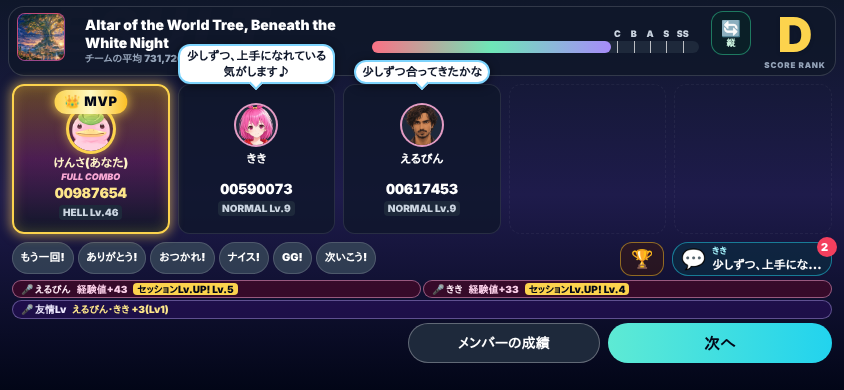 Altar of the World Tree, Beneath the
White Night
チームの平均 731,72
C B A S SS
縦
D
SCORE RANK
少しずつ、上手になれている
気がします♪
少しずつ合ってきたかな
MVP
けんさ(あなた)
FULL COMBO
00987654
HELL Lv.46
きき
00590073
NORMAL Lv.9
えるびん
00617453
NORMAL Lv.9
もう一回!
ありがとう!
おつかれ!
ナイス!
GG!
次いこう!
きき
少しずつ、上手にな...
2
えるびん 経験値+43 セッションLv.UP! Lv.5
きき 経験値+33 セッションLv.UP! Lv.4
友情Lv えるびん・きき +3(Lv1)
メンバーの成績
次へ